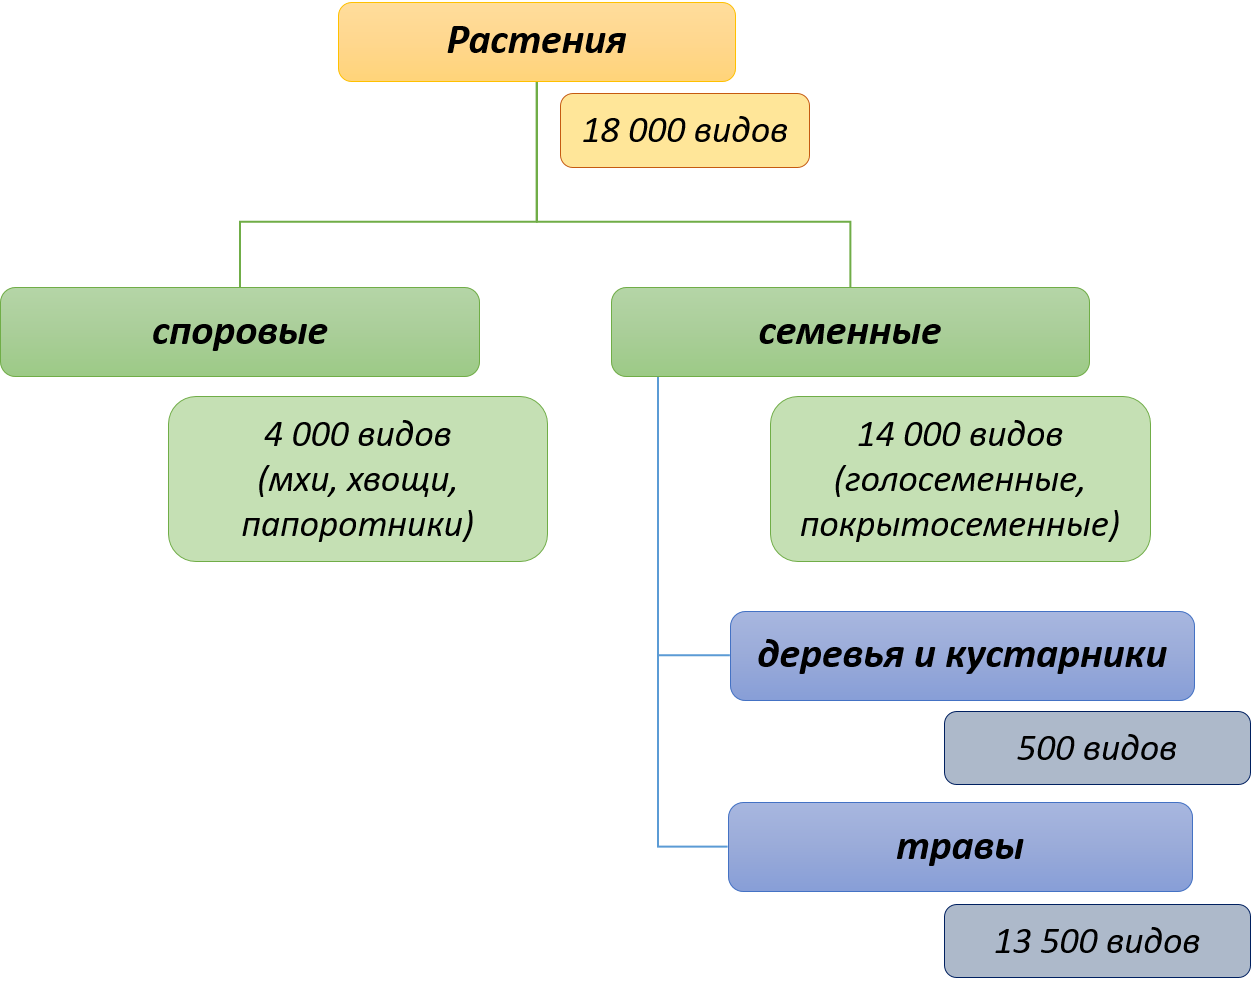 Растения
18 000 видов
споровые
семенные
4 000 видов
(мхи, хвощи,
папоротники)
14 000 видов
(голосеменные,
покрытосеменные)
деревья и кустарники
500 видов
травы
13 500 видов